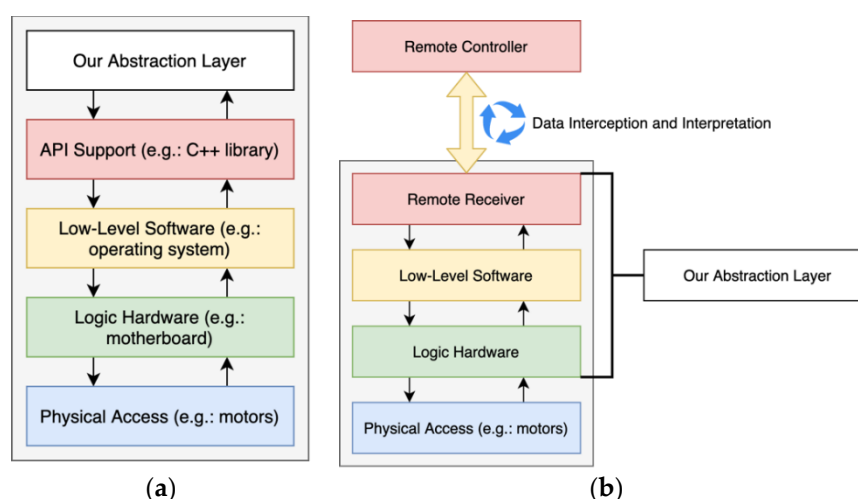 Our Abstraction Layer
API Support (e.g.: C++ library)
Low-Level Software (e.g.:
operating system)
Logic Hardware (e.g.:
motherboard)
Physical Access (e.g.: motors)
(a)
Remote Controller
Data Interception and Interpretation
Remote Receiver
Low-Level Software
Logic Hardware
Physical Access (e.g.: motors)
Our Abstraction Layer
(b)